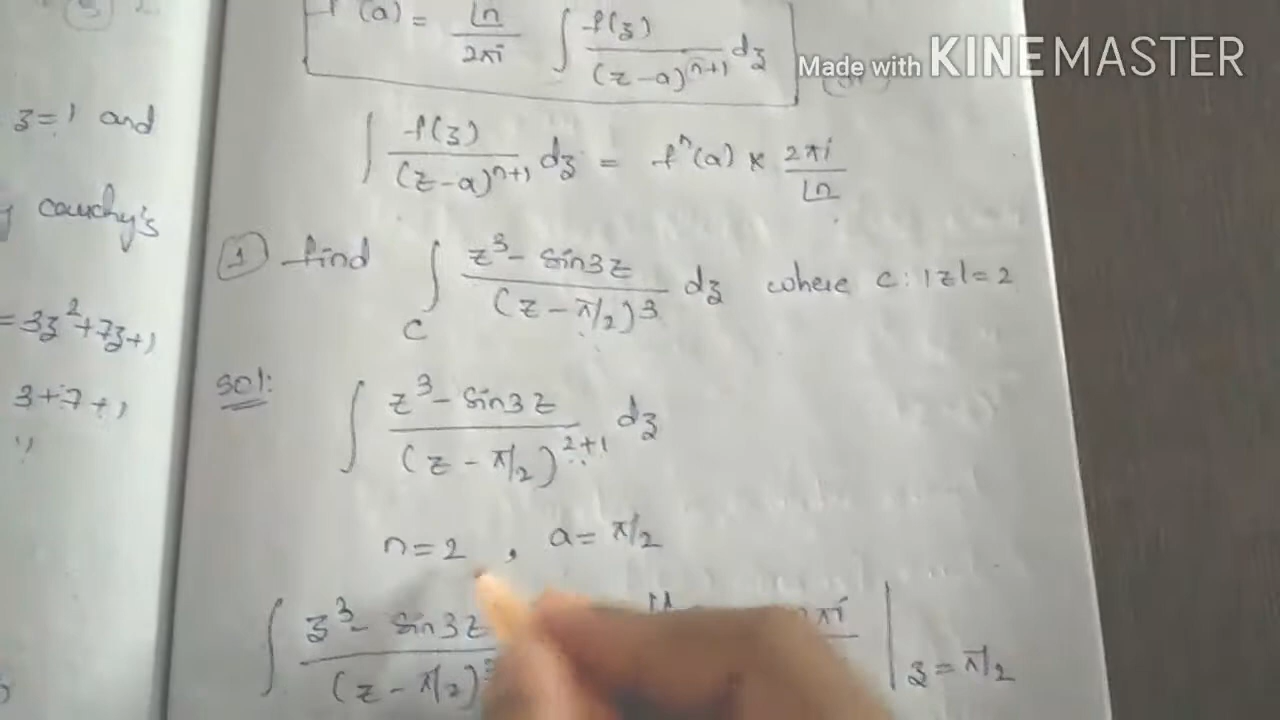 z=1 and
y cauchy's
=3z²+7z+1
3+7+1
(a) = ⌊n/2πi ∫ f(z)/(z-a)^(n+1) dz
Made with KINEMASTER
∫ f(z)/(z-a)^(n+1) dz = fⁿ(a) × 2πi/⌊n
① find ∫_C z³ - sin3z/(z-π/2)³ dz where c: |z|=2
Sol:
∫ z³ - sin3z/(z-π/2)^(2+1) dz
n=2 , a=π/2
∫ z³ - sin3z/(z-π/2) 2πi | z=π/2